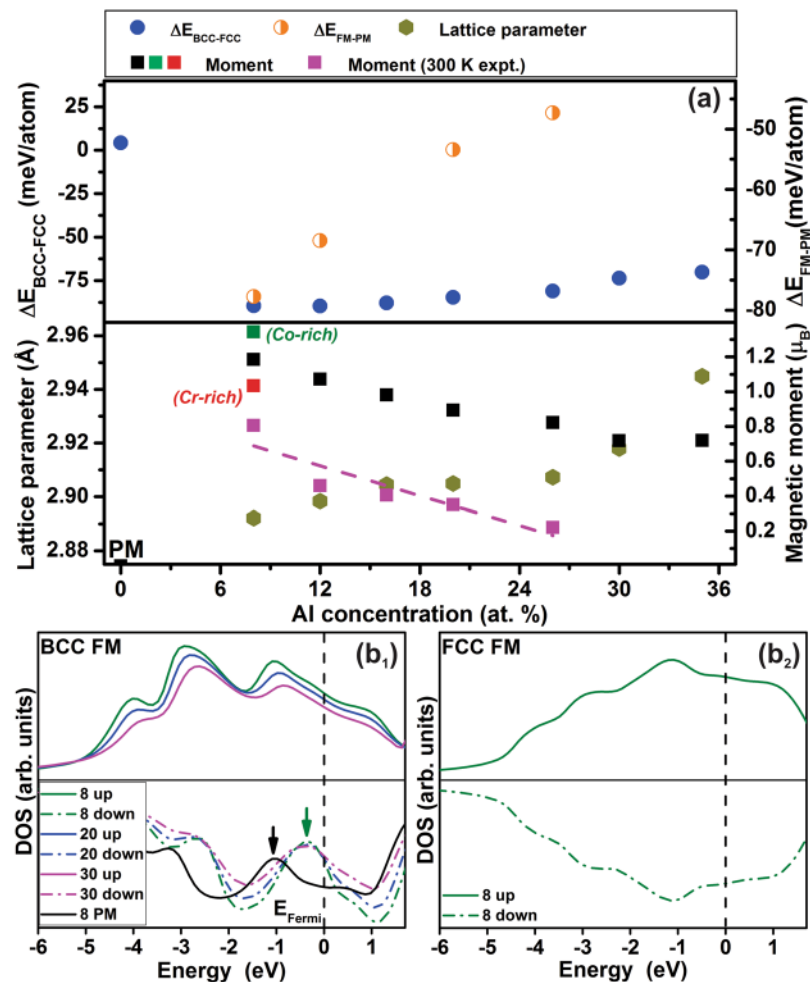 ΔE_BCC-FCC ΔE_FM-PM Lattice parameter
Moment Moment (300 K expt.)
(a)
ΔE_BCC-FCC (meV/atom)
25
0
-25
-50
-75
ΔE_FM-PM (meV/atom)
-50
-60
-70
-80
Lattice parameter (Å)
2.96
2.94
2.92
2.90
2.88
Magnetic moment (μ_B)
1.2
1.0
0.8
0.6
0.4
0.2
(Co-rich)
(Cr-rich)
PM
0 6 12 18 24 30 36
Al concentration (at. %)
BCC FM (b₁)
DOS (arb. units)
8 up
8 down
20 up
20 down
30 up
30 down
8 PM
E_Fermi
-6 -5 -4 -3 -2 -1 0 1
Energy (eV)
FCC FM (b₂)
DOS (arb. units)
8 up
8 down
-6 -5 -4 -3 -2 -1 0 1
Energy (eV)